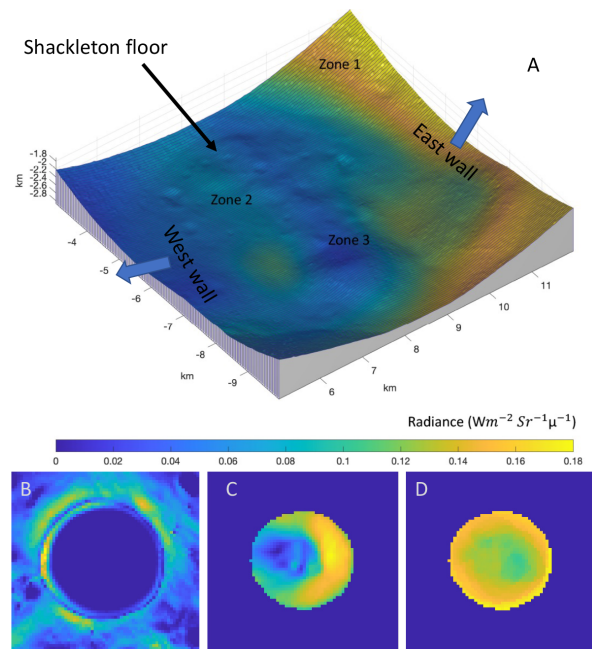 Shackleton floor
A
Zone 1
East wall
Zone 2
Zone 3
West wall
-1.8
-2
-2.2
-2.4
-2.6
-2.8
km
-4
-5
-6
-7
-8
-9
km
6
7
8
9
10
11
km
Radiance (Wm⁻² Sr⁻¹μ⁻¹)
0 0.02 0.04 0.06 0.08 0.1 0.12 0.14 0.16 0.18
B C D